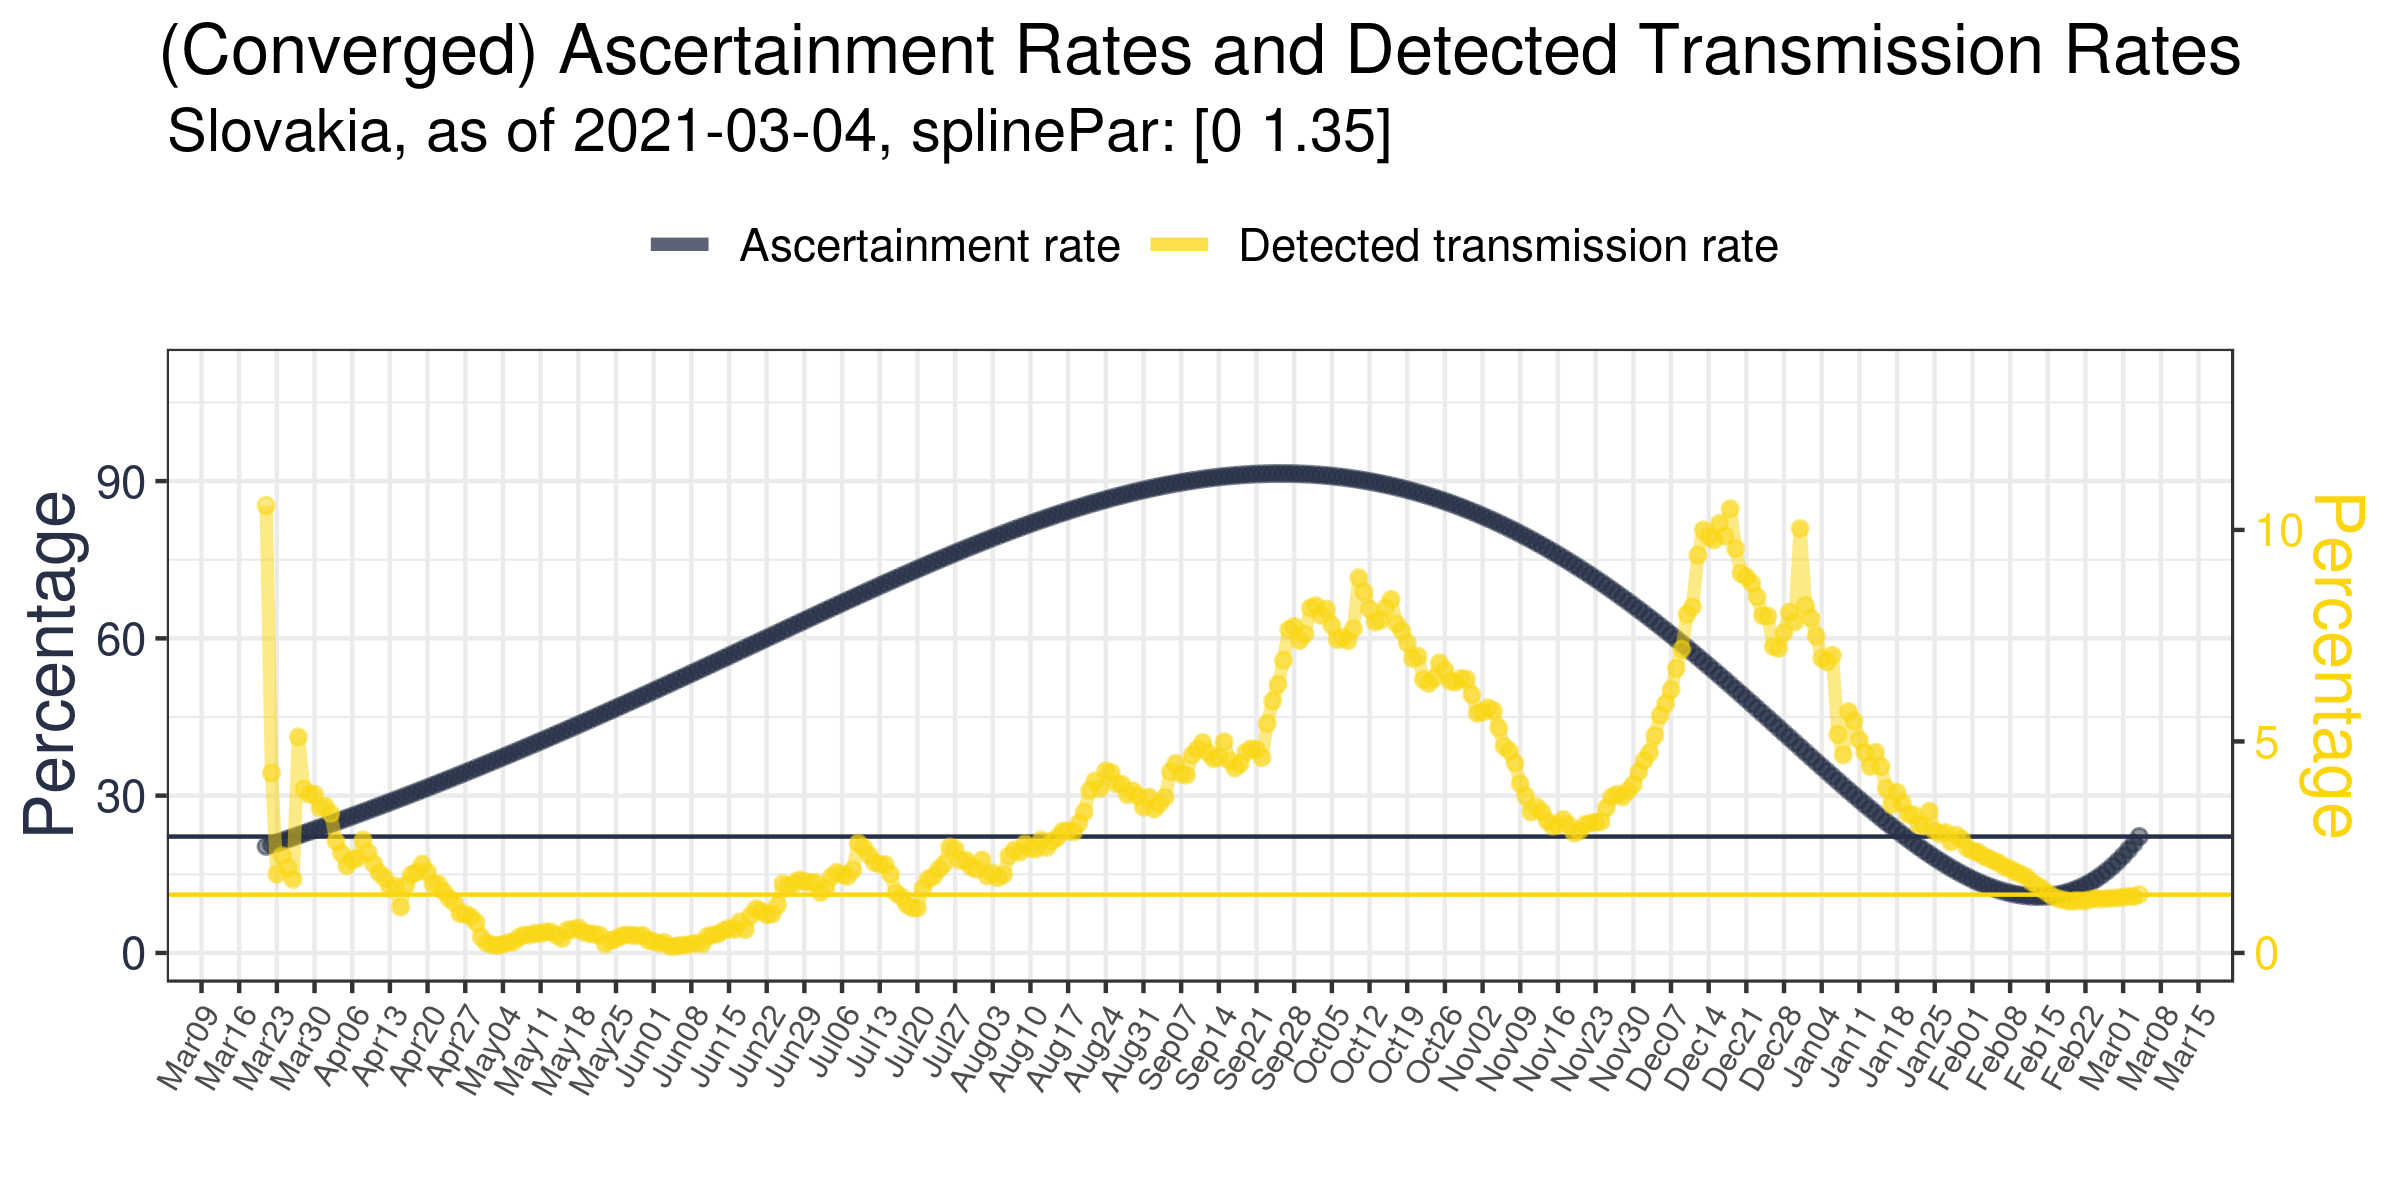 (Converged) Ascertainment Rates and Detected Transmission Rates
Slovakia, as of 2021-03-04, splinePar: [0 1.35]
Ascertainment rate
Detected transmission rate
Percentage
90
60
30
0
10
5
0
Percentage
Mar09
Mar16
Mar23
Mar30
Apr06
Apr13
Apr20
Apr27
May04
May11
May18
May25
Jun01
Jun08
Jun15
Jun22
Jun29
Jul06
Jul13
Jul20
Jul27
Aug03
Aug10
Aug17
Aug24
Aug31
Sep07
Sep14
Sep21
Sep28
Oct05
Oct12
Oct19
Oct26
Nov02
Nov09
Nov16
Nov23
Nov30
Dec07
Dec14
Dec21
Dec28
Jan04
Jan11
Jan18
Jan25
Feb01
Feb08
Feb15
Feb22
Mar01
Mar08
Mar15